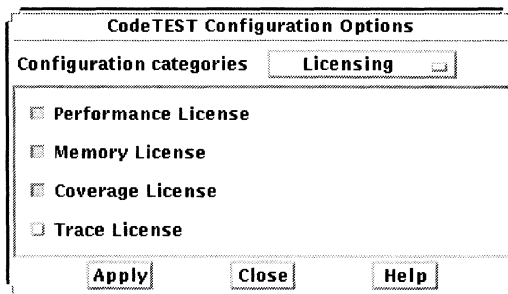 CodeTEST Configuration Options
Configuration categories Licensing
Performance License
Memory License
Coverage License
Trace License
Apply Close Help